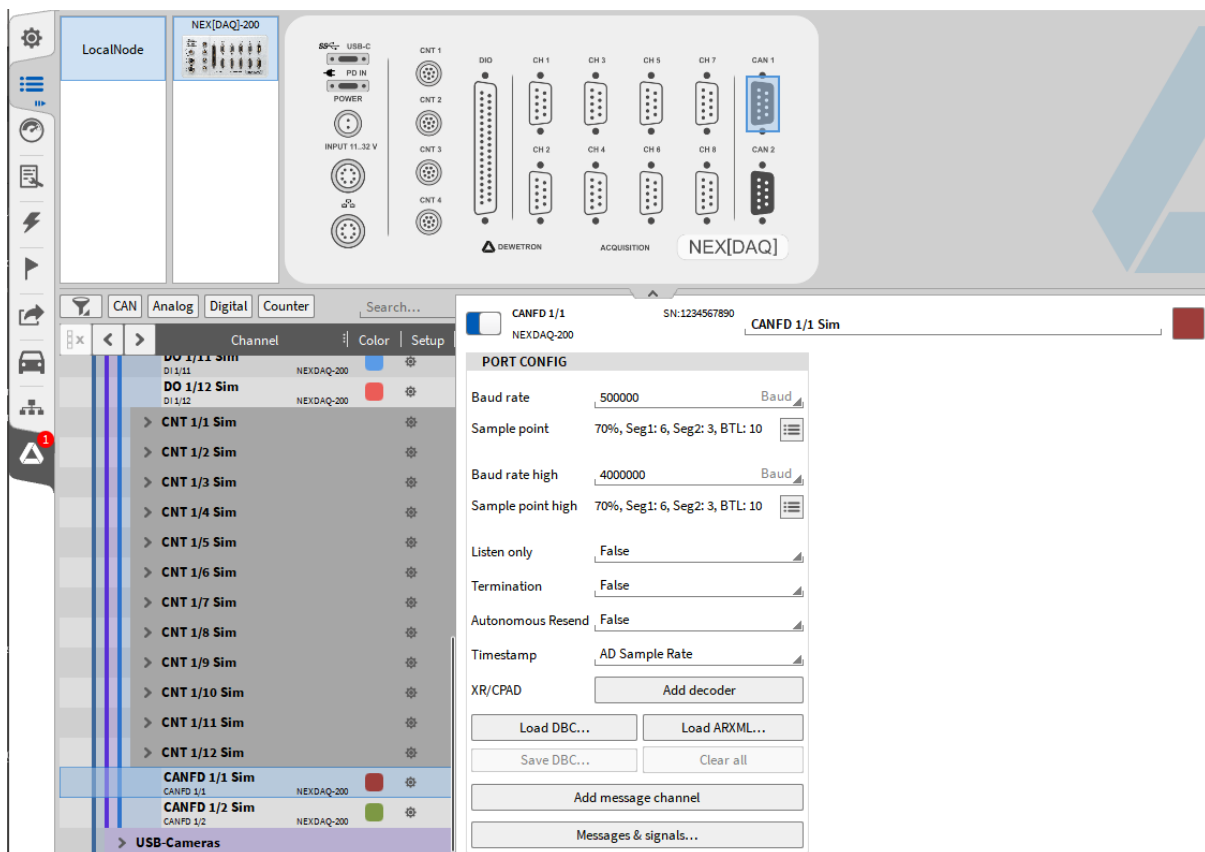 LocalNode
NEX[DAQ]-200
SS USB-C
PD IN
POWER
INPUT 11..32 V
CNT 1
CNT 2
CNT 3
CNT 4
DIO
CH 1
CH 3
CH 5
CH 7
CAN 1
CH 2
CH 4
CH 6
CH 8
CAN 2
DEWETRON
ACQUISITION
NEX[DAQ]
1
CAN Analog Digital Counter Search...
x < > Channel Color Setup
DO 1/11 Sim
DI 1/11 NEXDAQ-200
DO 1/12 Sim
DI 1/12 NEXDAQ-200
CNT 1/1 Sim
CNT 1/2 Sim
CNT 1/3 Sim
CNT 1/4 Sim
CNT 1/5 Sim
CNT 1/6 Sim
CNT 1/7 Sim
CNT 1/8 Sim
CNT 1/9 Sim
CNT 1/10 Sim
CNT 1/11 Sim
CNT 1/12 Sim
CANFD 1/1 Sim
CANFD 1/1 NEXDAQ-200
CANFD 1/2 Sim
CANFD 1/2 NEXDAQ-200
USB-Cameras
CANFD 1/1 SN:1234567890
NEXDAQ-200
CANFD 1/1 Sim
PORT CONFIG
Baud rate 500000 Baud
Sample point 70%, Seg1: 6, Seg2: 3, BTL: 10
Baud rate high 4000000 Baud
Sample point high 70%, Seg1: 6, Seg2: 3, BTL: 10
Listen only False
Termination False
Autonomous Resend False
Timestamp AD Sample Rate
XR/CPAD Add decoder
Load DBC... Load ARXML...
Save DBC... Clear all
Add message channel
Messages & signals...